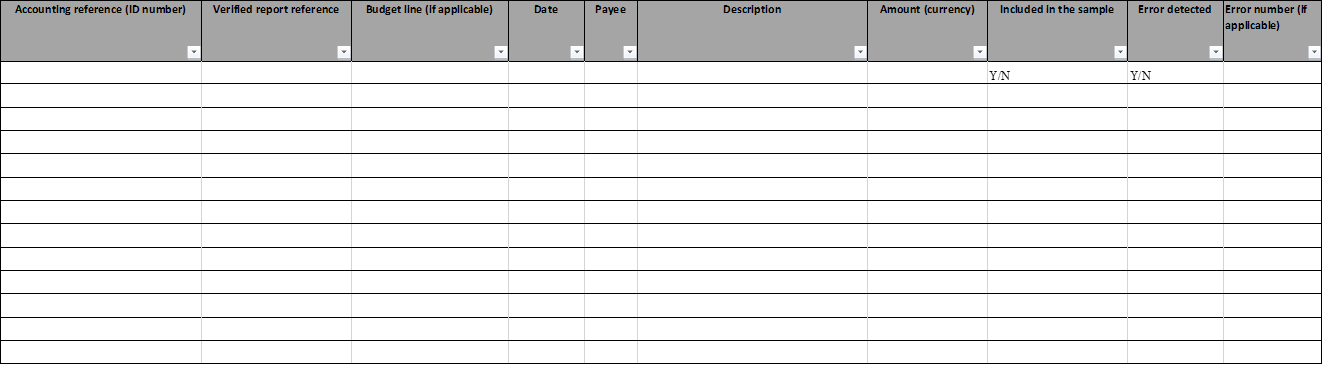 Accounting reference (ID number)
Verified report reference
Budget line (if applicable)
Date
Payee
Description
Amount (currency)
Included in the sample
Error detected
Error number (if
applicable)
Y/N
Y/N